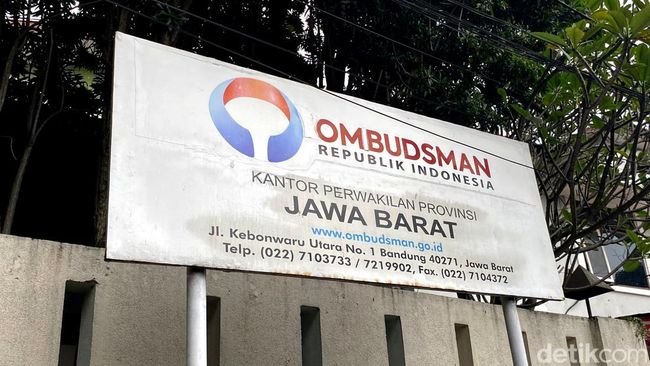 OMBUDSMAN
REPUBLIK INDONESIA
KANTOR PERWAKILAN PROVINSI
JAWA BARAT
www.ombudsman.go.id
Jl. Kebonwaru Utara No. 1 Bandung 40271, Jawa Barat
Telp. (022) 7103733 / 7219902, Fax. (022) 7104372
detikcom